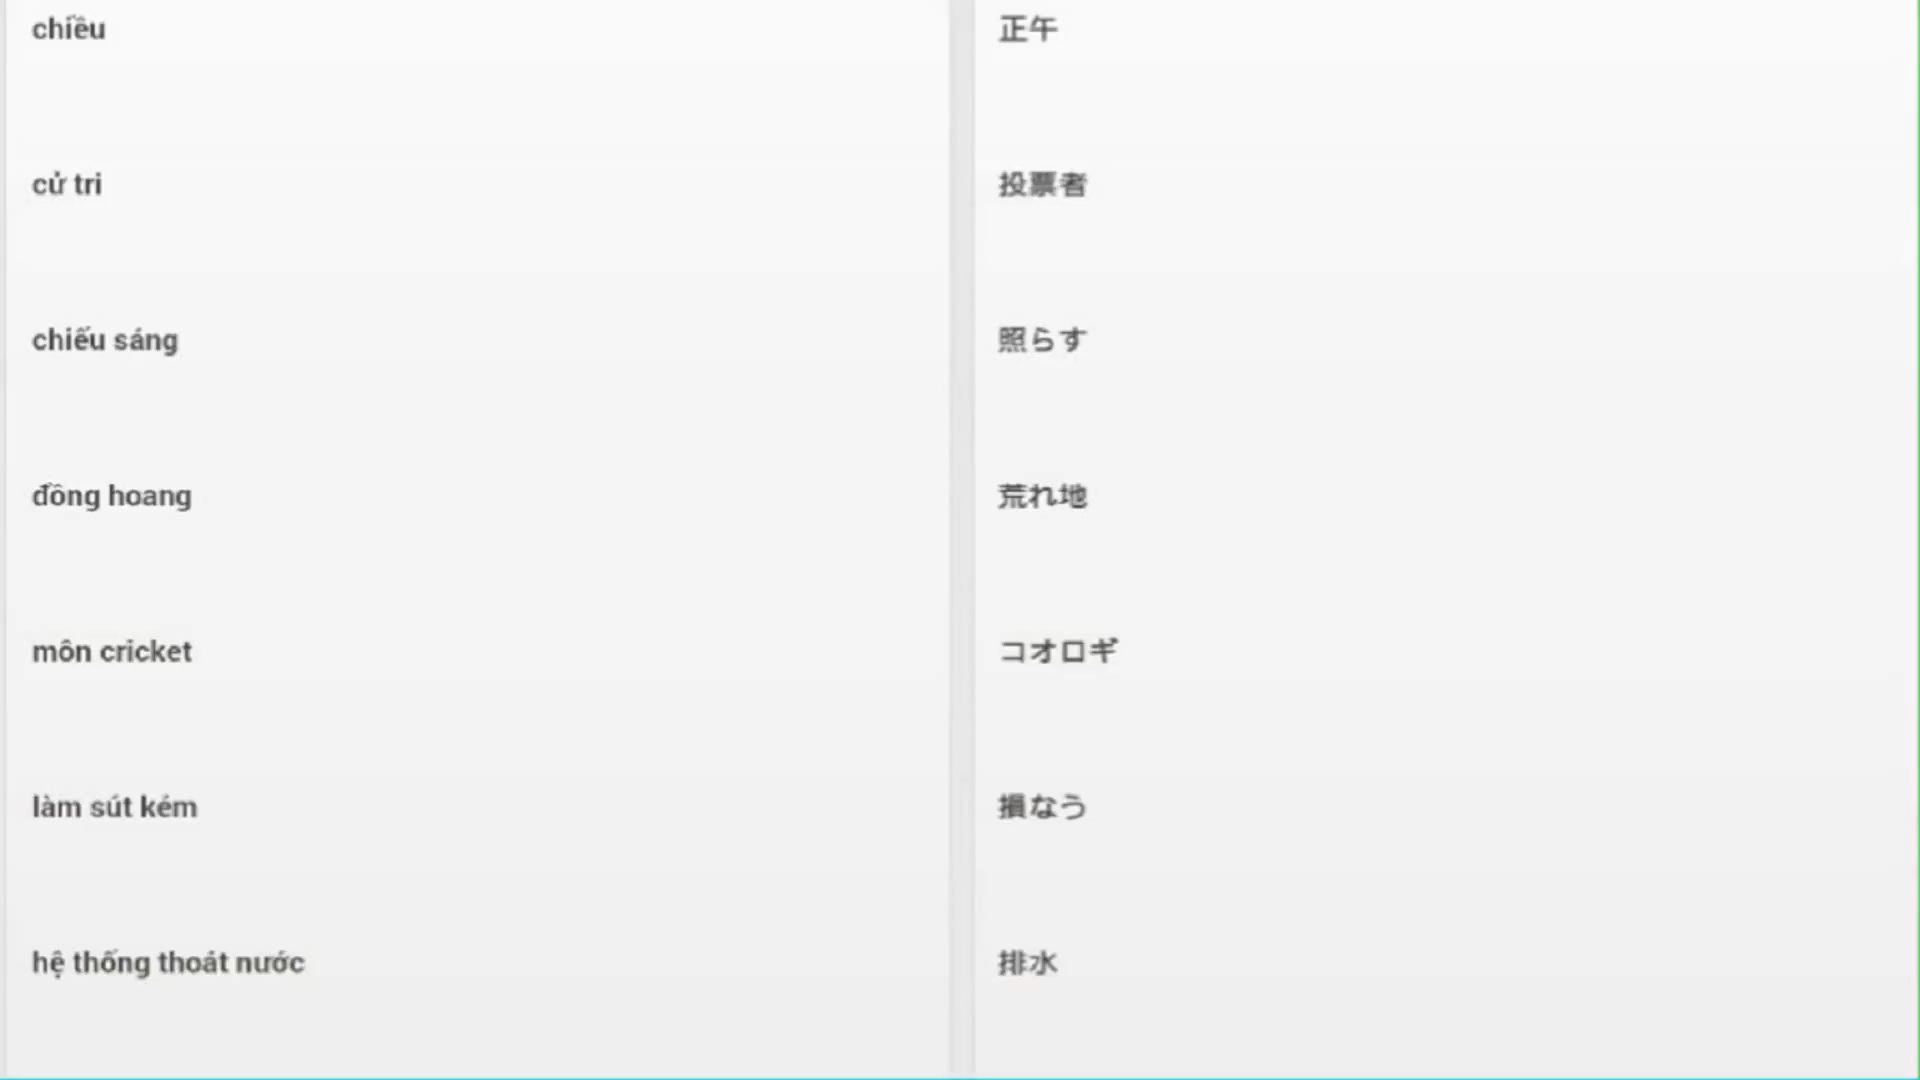 chiều
正午
cử tri
投票者
chiếu sáng
照らす
đồng hoang
荒れ地
môn cricket
コオロギ
làm sút kém
損なう
hệ thống thoát nước
排水